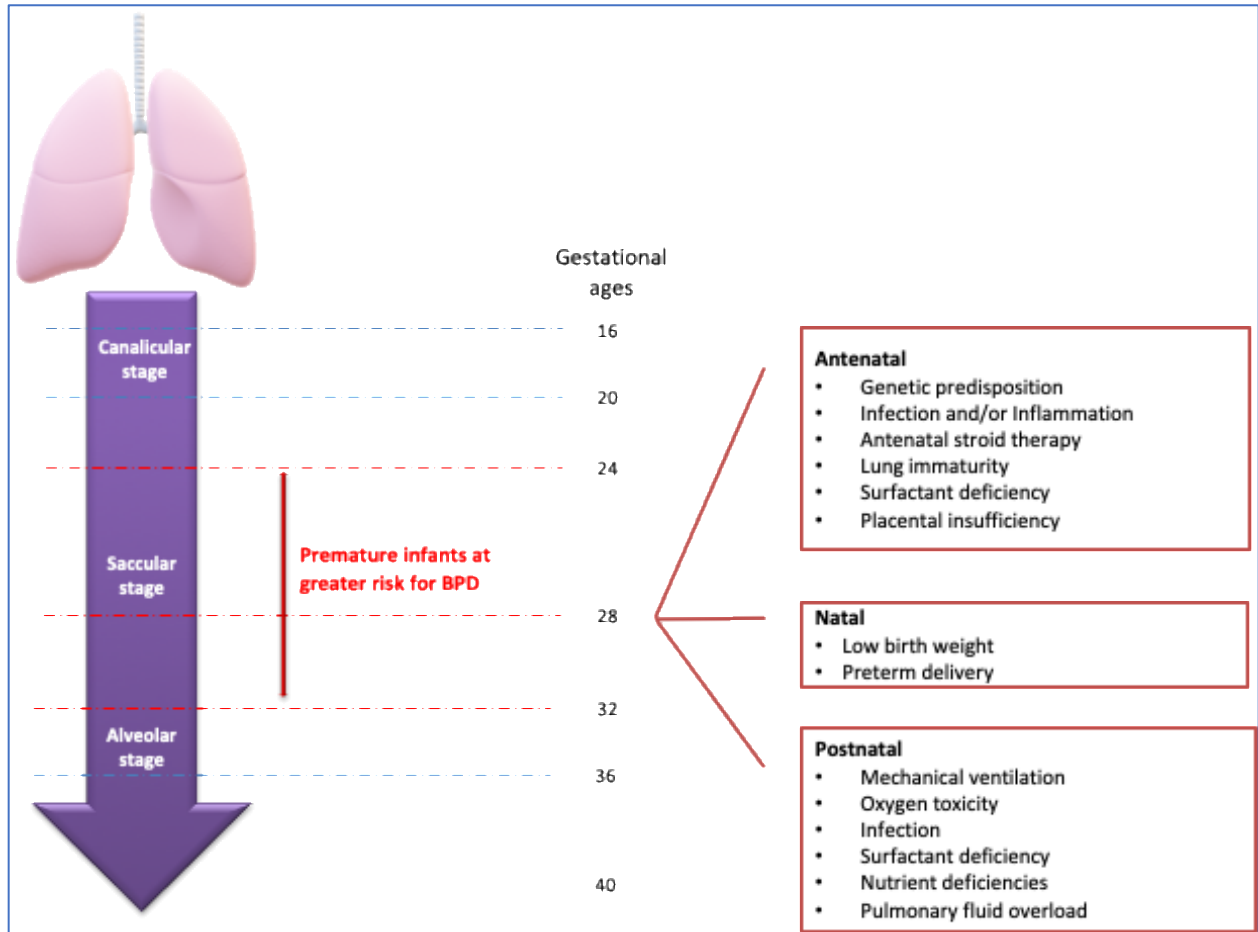 Gestational
ages
16
Canalicular
stage
20
24
Premature infants at
greater risk for BPD
Saccular
stage
28
32
Alveolar
stage
36
40
Antenatal
• Genetic predisposition
• Infection and/or Inflammation
• Antenatal stroid therapy
• Lung immaturity
• Surfactant deficiency
• Placental insufficiency
Natal
• Low birth weight
• Preterm delivery
Postnatal
• Mechanical ventilation
• Oxygen toxicity
• Infection
• Surfactant deficiency
• Nutrient deficiencies
• Pulmonary fluid overload